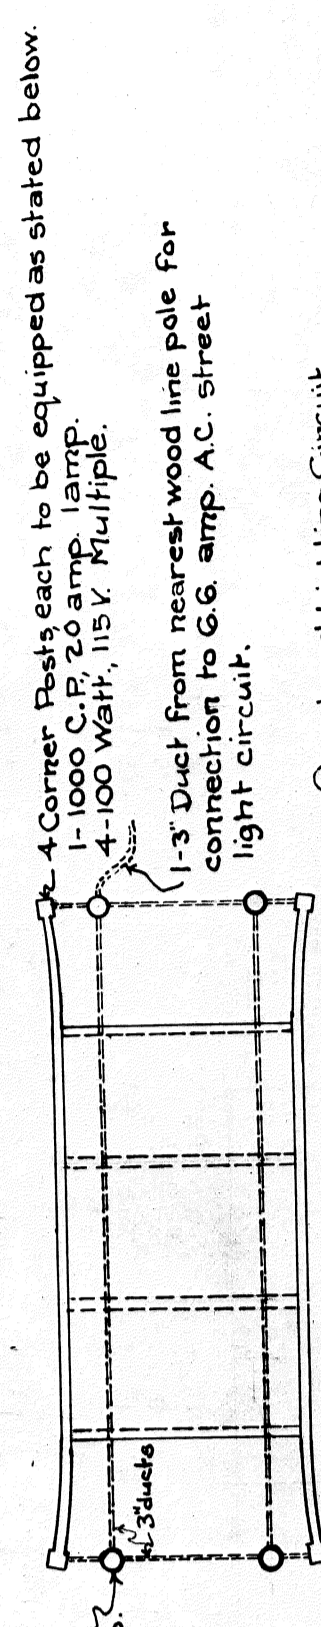 4 Corner Posts, each to be equipped as stated below.
1-1000 C.P., 20 amp. lamp.
4-100 Watt., 115 V. Multiple.
1-3" Duct from nearest wood line pole for
connection to 6.6. amp. A.C. street
light circuit.
3" ducts
Circuit